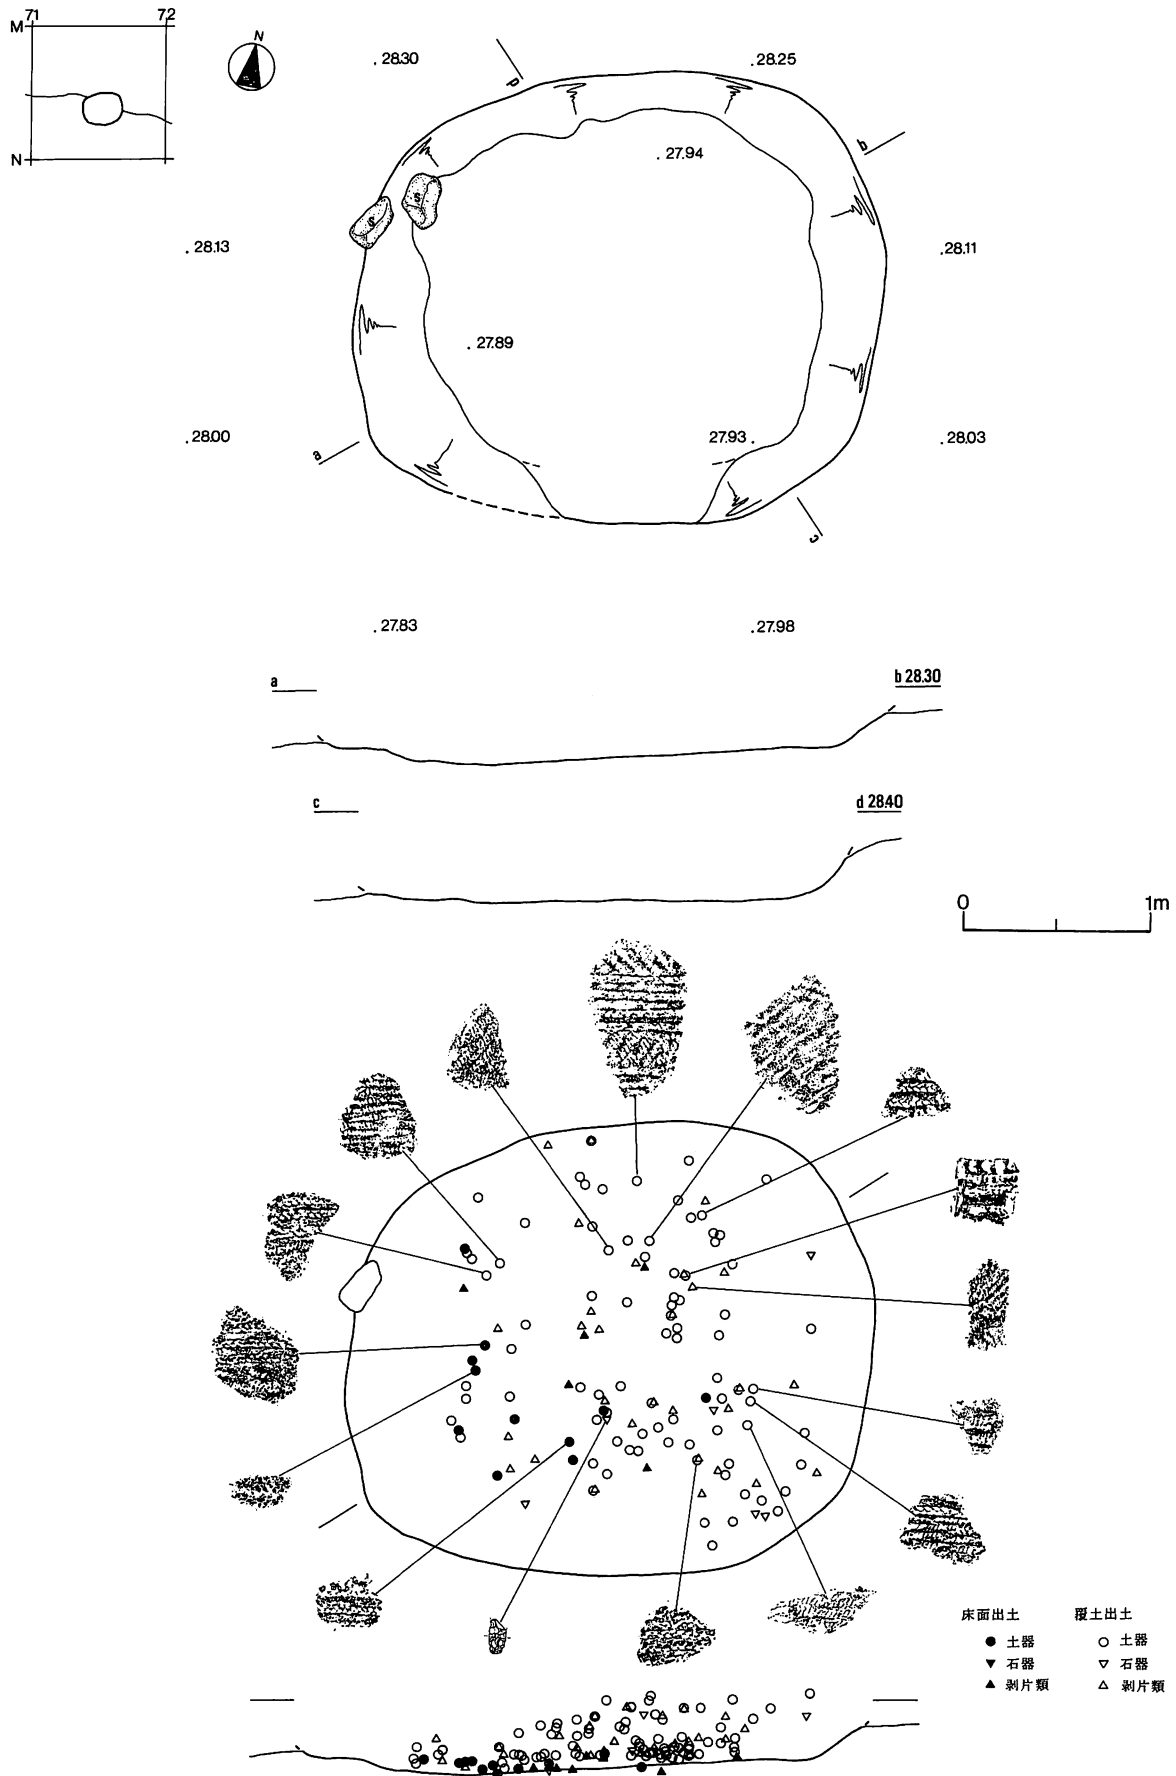 71 72
M
N
N
.28.30 .28.25
d
b
.27.94
S
S
.28.13 .28.11
.27.89
.28.00 27.93. .28.03
a
c
.27.83 .27.98
a b 28.30
c d 28.40
0 1m
床面出土 覆土出土
● 土器 ○ 土器
▼ 石器 ▽ 石器
▲ 剥片類 △ 剥片類